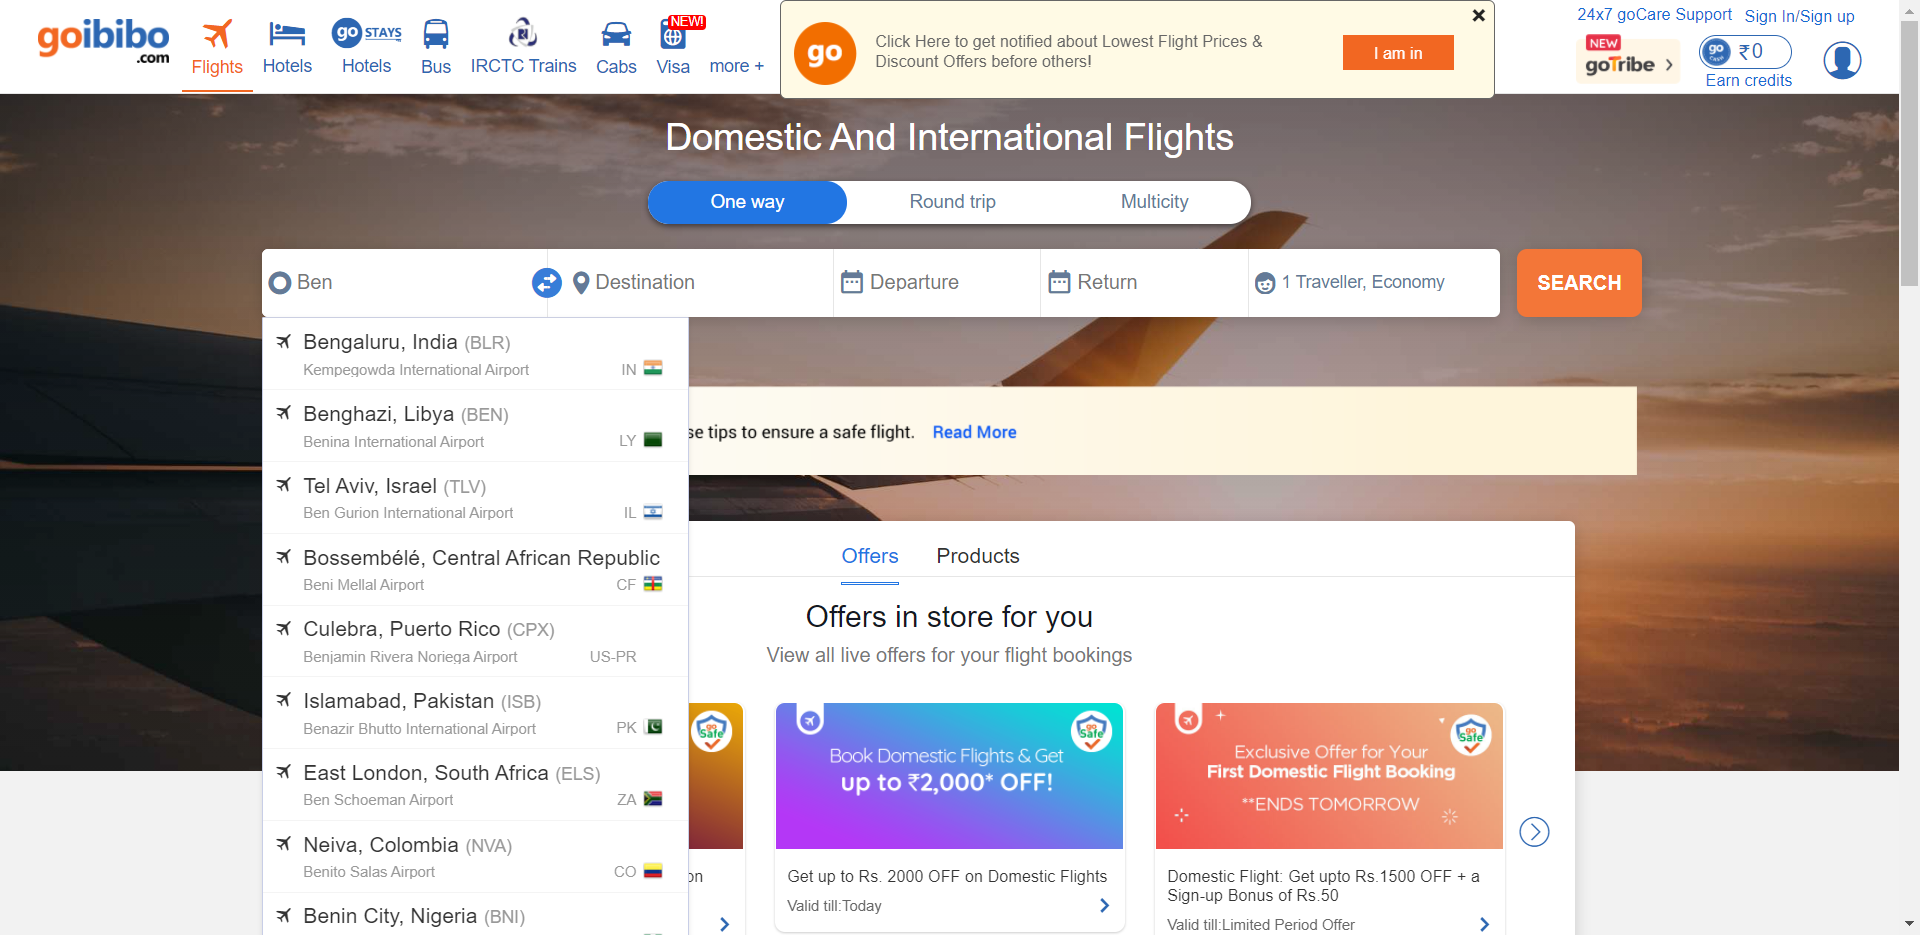 goibibo
.com
Flights
Hotels
go STAYS
Hotels
Bus
IRCTC Trains
Cabs
NEW!
Visa
more +
go
Click Here to get notified about Lowest Flight Prices &
Discount Offers before others!
I am in
24x7 goCare Support
Sign In/Sign up
NEW
goTribe
go
CASH
₹0
Earn credits
Domestic And International Flights
One way
Round trip
Multicity
Ben
Destination
Departure
Return
1 Traveller, Economy
SEARCH
Bengaluru, India (BLR)
Kempegowda International Airport
IN
Benghazi, Libya (BEN)
Benina International Airport
LY
Tel Aviv, Israel (TLV)
Ben Gurion International Airport
IL
Bossembélé, Central African Republic
Beni Mellal Airport
CF
Culebra, Puerto Rico (CPX)
Benjamin Rivera Noriega Airport
US-PR
Islamabad, Pakistan (ISB)
Benazir Bhutto International Airport
PK
East London, South Africa (ELS)
Ben Schoeman Airport
ZA
Neiva, Colombia (NVA)
Benito Salas Airport
CO
Benin City, Nigeria (BNI)
se tips to ensure a safe flight. Read More
Offers
Products
Offers in store for you
View all live offers for your flight bookings
go
Safe
on
go
Safe
Book Domestic Flights & Get
up to ₹2,000* OFF!
Get up to Rs. 2000 OFF on Domestic Flights
Valid till:Today
go
Safe
Exclusive Offer for Your
First Domestic Flight Booking
**ENDS TOMORROW
Domestic Flight: Get upto Rs.1500 OFF + a
Sign-up Bonus of Rs.50
Valid till:Limited Period Offer